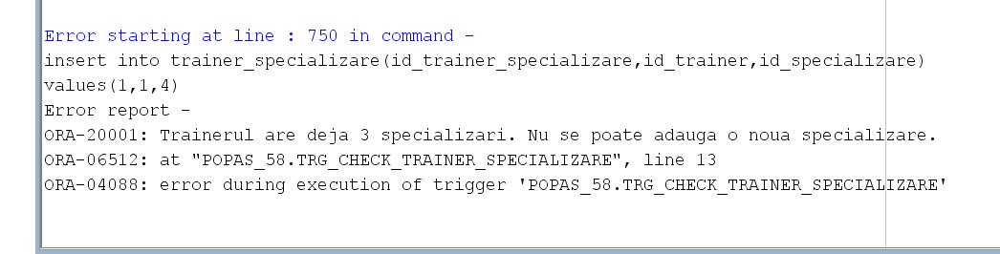 Error starting at line : 750 in command -
insert into trainer_specializare(id_trainer_specializare,id_trainer,id_specializare)
values(1,1,4)
Error report -
ORA-20001: Trainerul are deja 3 specializari. Nu se poate adauga o noua specializare.
ORA-06512: at "POPAS_58.TRG_CHECK_TRAINER_SPECIALIZARE", line 13
ORA-04088: error during execution of trigger 'POPAS_58.TRG_CHECK_TRAINER_SPECIALIZARE'